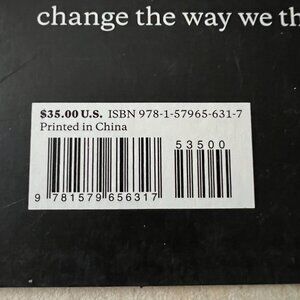 change the way we th
$35.00 U.S. ISBN 978-1-57965-631-7
Printed in China
53500
9 781579 656317